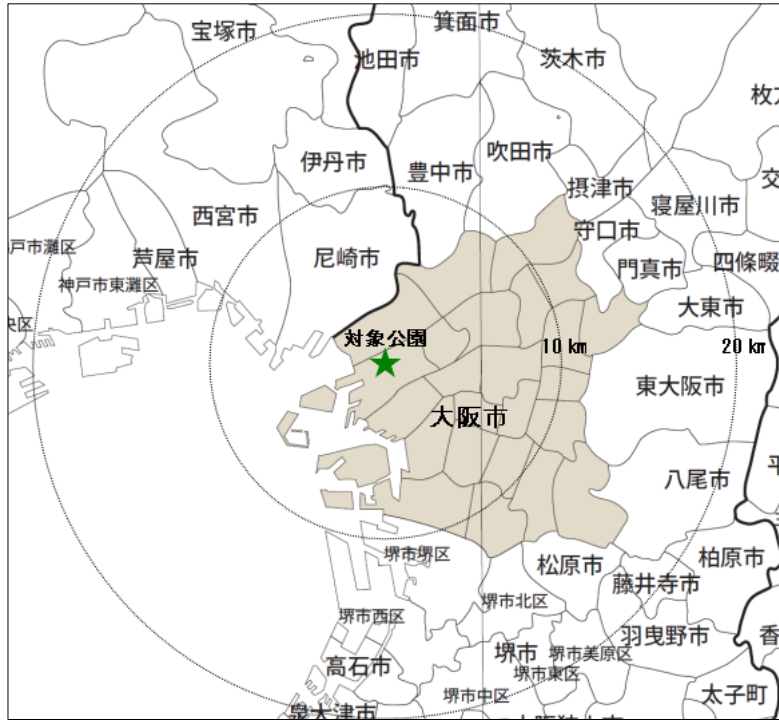 宝塚市
箕面市
池田市
茨木市
伊丹市
豊中市
吹田市
摂津市
寝屋川市
西宮市
守口市
尼崎市
門真市
四條畷
芦屋市
神戸市東灘区
大東市
対象公園
10 km
20 km
東大阪市
大阪市
八尾市
堺市堺区
松原市
柏原市
藤井寺市
堺市北区
堺市西区
羽曳野市
堺市
堺市美原区
高石市
堺市東区
堺市中区
太子町